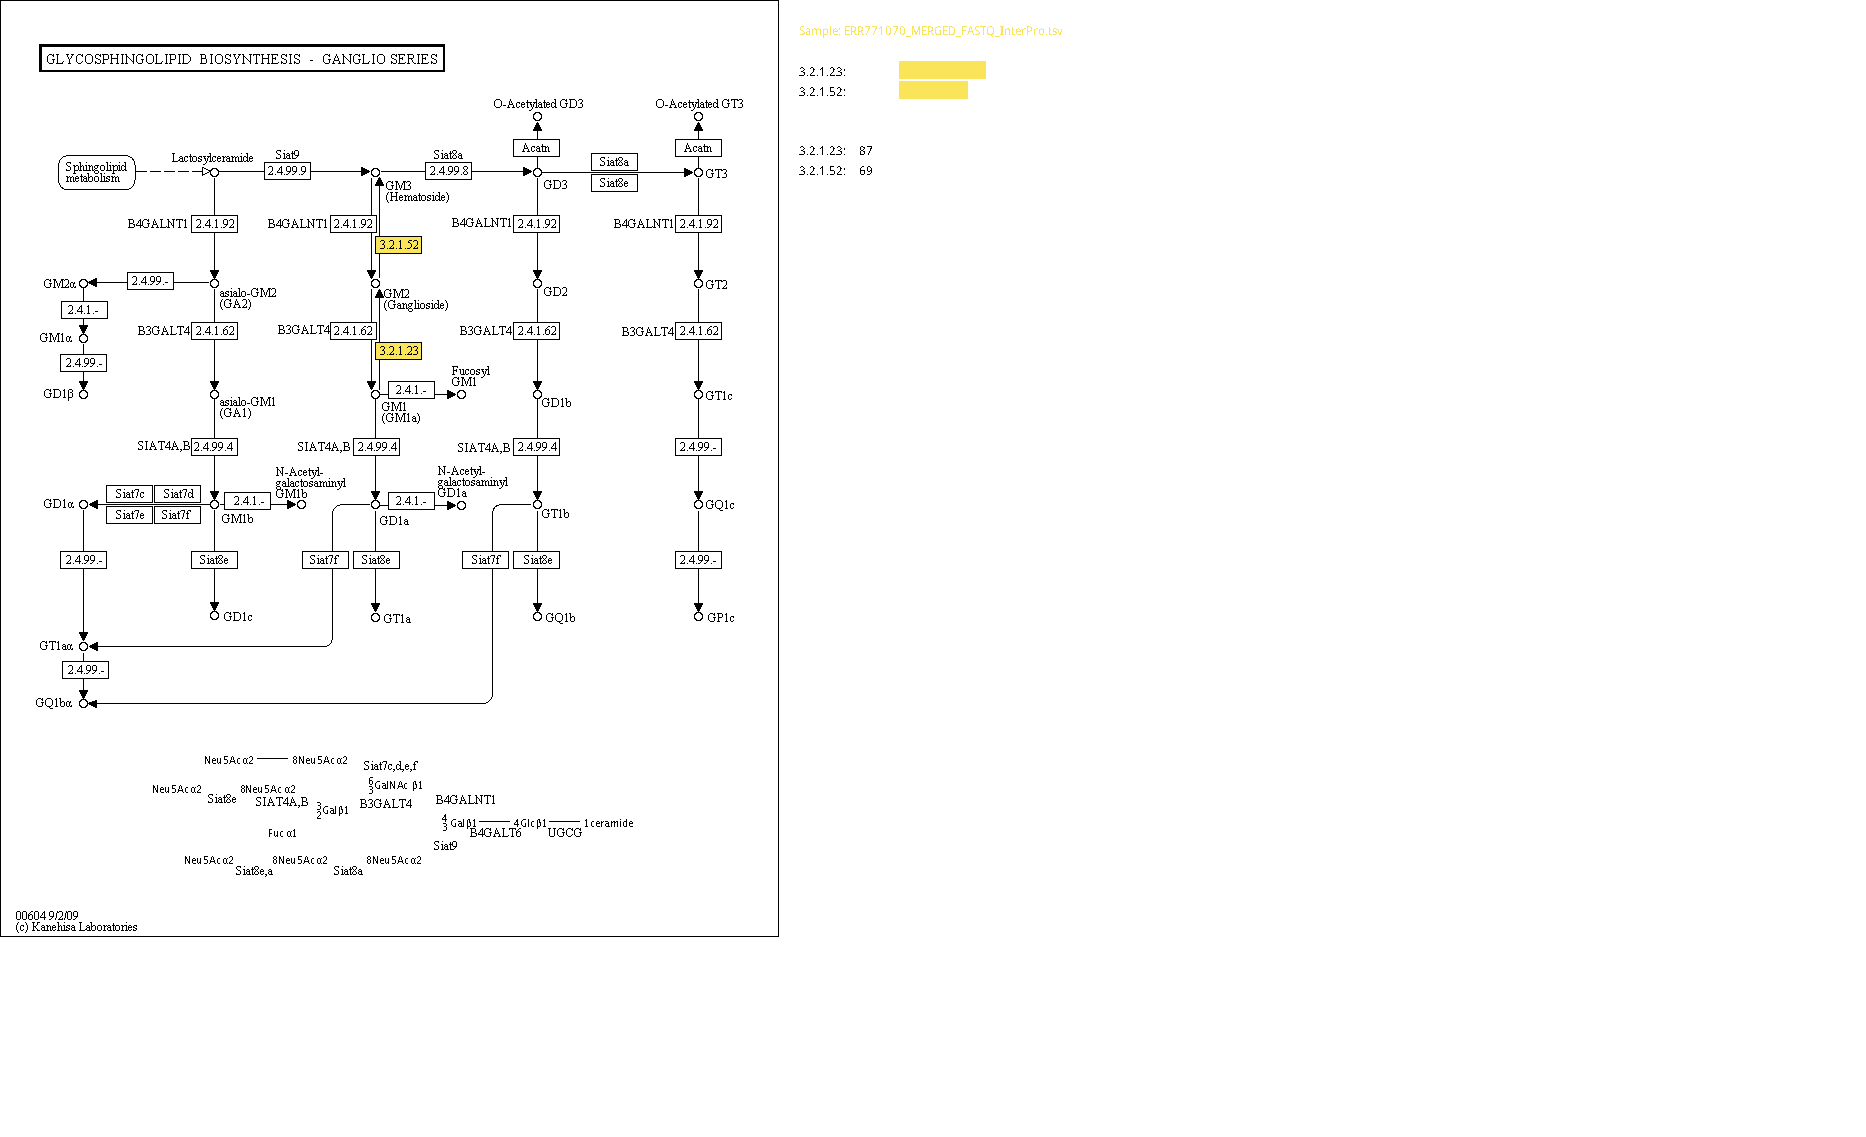 Sample: ERR771070_MERGED_FASTQ_InterPro.tsv
GLYCOSPHINGOLIPID BIOSYNTHESIS - GANGLIO SERIES
3.2.1.23:
3.2.1.52:
3.2.1.23: 87
3.2.1.52: 69
O-Acetylated GD3
O-Acetylated GT3
Acatn
Acatn
Sphingolipid
metabolism
Lactosylceramide
Siat9
2.4.99.9
GM3
(Hematoside)
Siat8a
2.4.99.8
GD3
Siat8a
Siat8e
GT3
B4GALNT1 2.4.1.92
B4GALNT1 2.4.1.92
B4GALNT1 2.4.1.92
B4GALNT1 2.4.1.92
3.2.1.52
GM2α
2.4.99.-
asialo-GM2
(GA2)
GM2
(Ganglioside)
GD2
GT2
2.4.1.-
B3GALT4 2.4.1.62
B3GALT4 2.4.1.62
B3GALT4 2.4.1.62
B3GALT4 2.4.1.62
GM1α
3.2.1.23
2.4.99.-
Fucosyl
GM1
GD1β
asialo-GM1
(GA1)
2.4.1.-
GM1
(GM1a)
GD1b
GT1c
SIAT4A,B 2.4.99.4
SIAT4A,B 2.4.99.4
SIAT4A,B 2.4.99.4
2.4.99.-
N-Acetyl-
galactosaminyl
GM1b
N-Acetyl-
galactosaminyl
GD1a
GD1α
Siat7c Siat7d
Siat7e Siat7f
2.4.1.-
GM1b
2.4.1.-
GD1a
GT1b
GQ1c
2.4.99.-
Siat8e
Siat7f
Siat8e
Siat7f
Siat8e
2.4.99.-
GD1c
GT1a
GQ1b
GP1c
GT1aα
2.4.99.-
GQ1bα
Neu5Acα2 8Neu5Acα2
Siat7c,d,e,f
6
3 GalNAc β1
Neu5Acα2 8Neu5Acα2
Siat8e
SIAT4A,B
3
2 Galβ1
B3GALT4
B4GALNT1
4
3 Galβ1 4Glcβ1 1ceramide
B4GALT6 UGCG
Fuc α1
Siat9
Neu5Acα2 8Neu5Acα2 8Neu5Acα2
Siat8e,a Siat8a
00604 9/2/09
(c) Kanehisa Laboratories